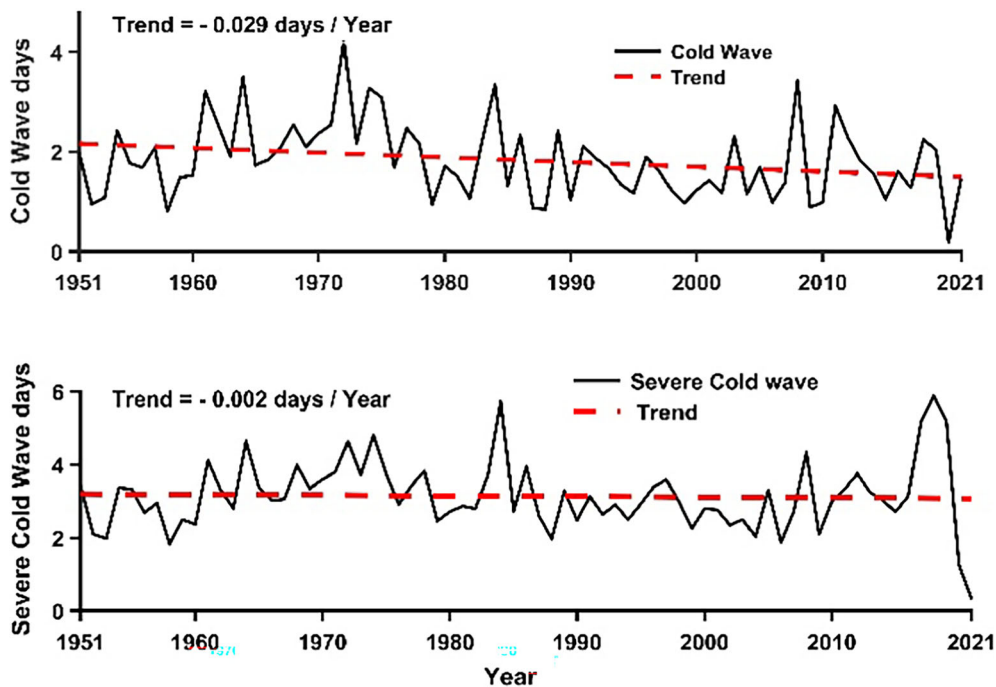 Trend = - 0.029 days / Year
Cold Wave
Trend
Cold Wave days
4
2
0
1951 1960 1970 1980 1990 2000 2010 2021
Trend = - 0.002 days / Year
Severe Cold wave
Trend
Severe Cold Wave days
6
4
2
0
1951 1960 1970 1980 1990 2000 2010 2021
Year